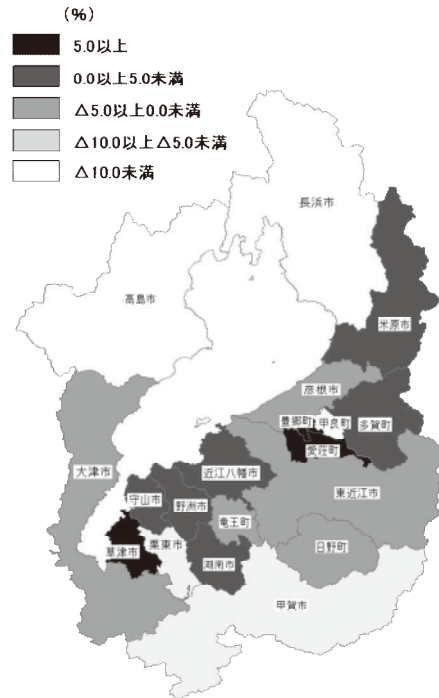 （％）
5.0以上
0.0以上5.0未満
△5.0以上0.0未満
△10.0以上△5.0未満
△10.0未満
長浜市
高島市
米原市
彦根市
豊郷町
甲良町
多賀町
愛荘町
大津市
近江八幡市
東近江市
守山市
野洲市
竜王町
草津市
栗東市
日野町
湖南市
甲賀市